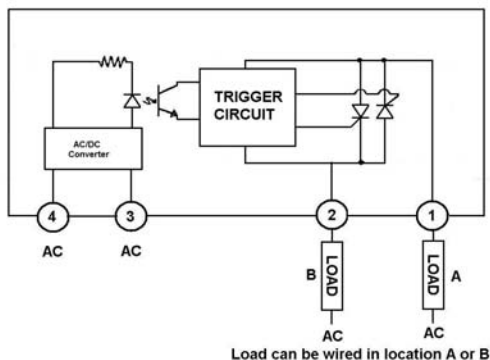 TRIGGER
CIRCUIT
AC/DC
Converter
4
3
2
1
AC
AC
B
LOAD
LOAD
A
AC
AC
Load can be wired in location A or B